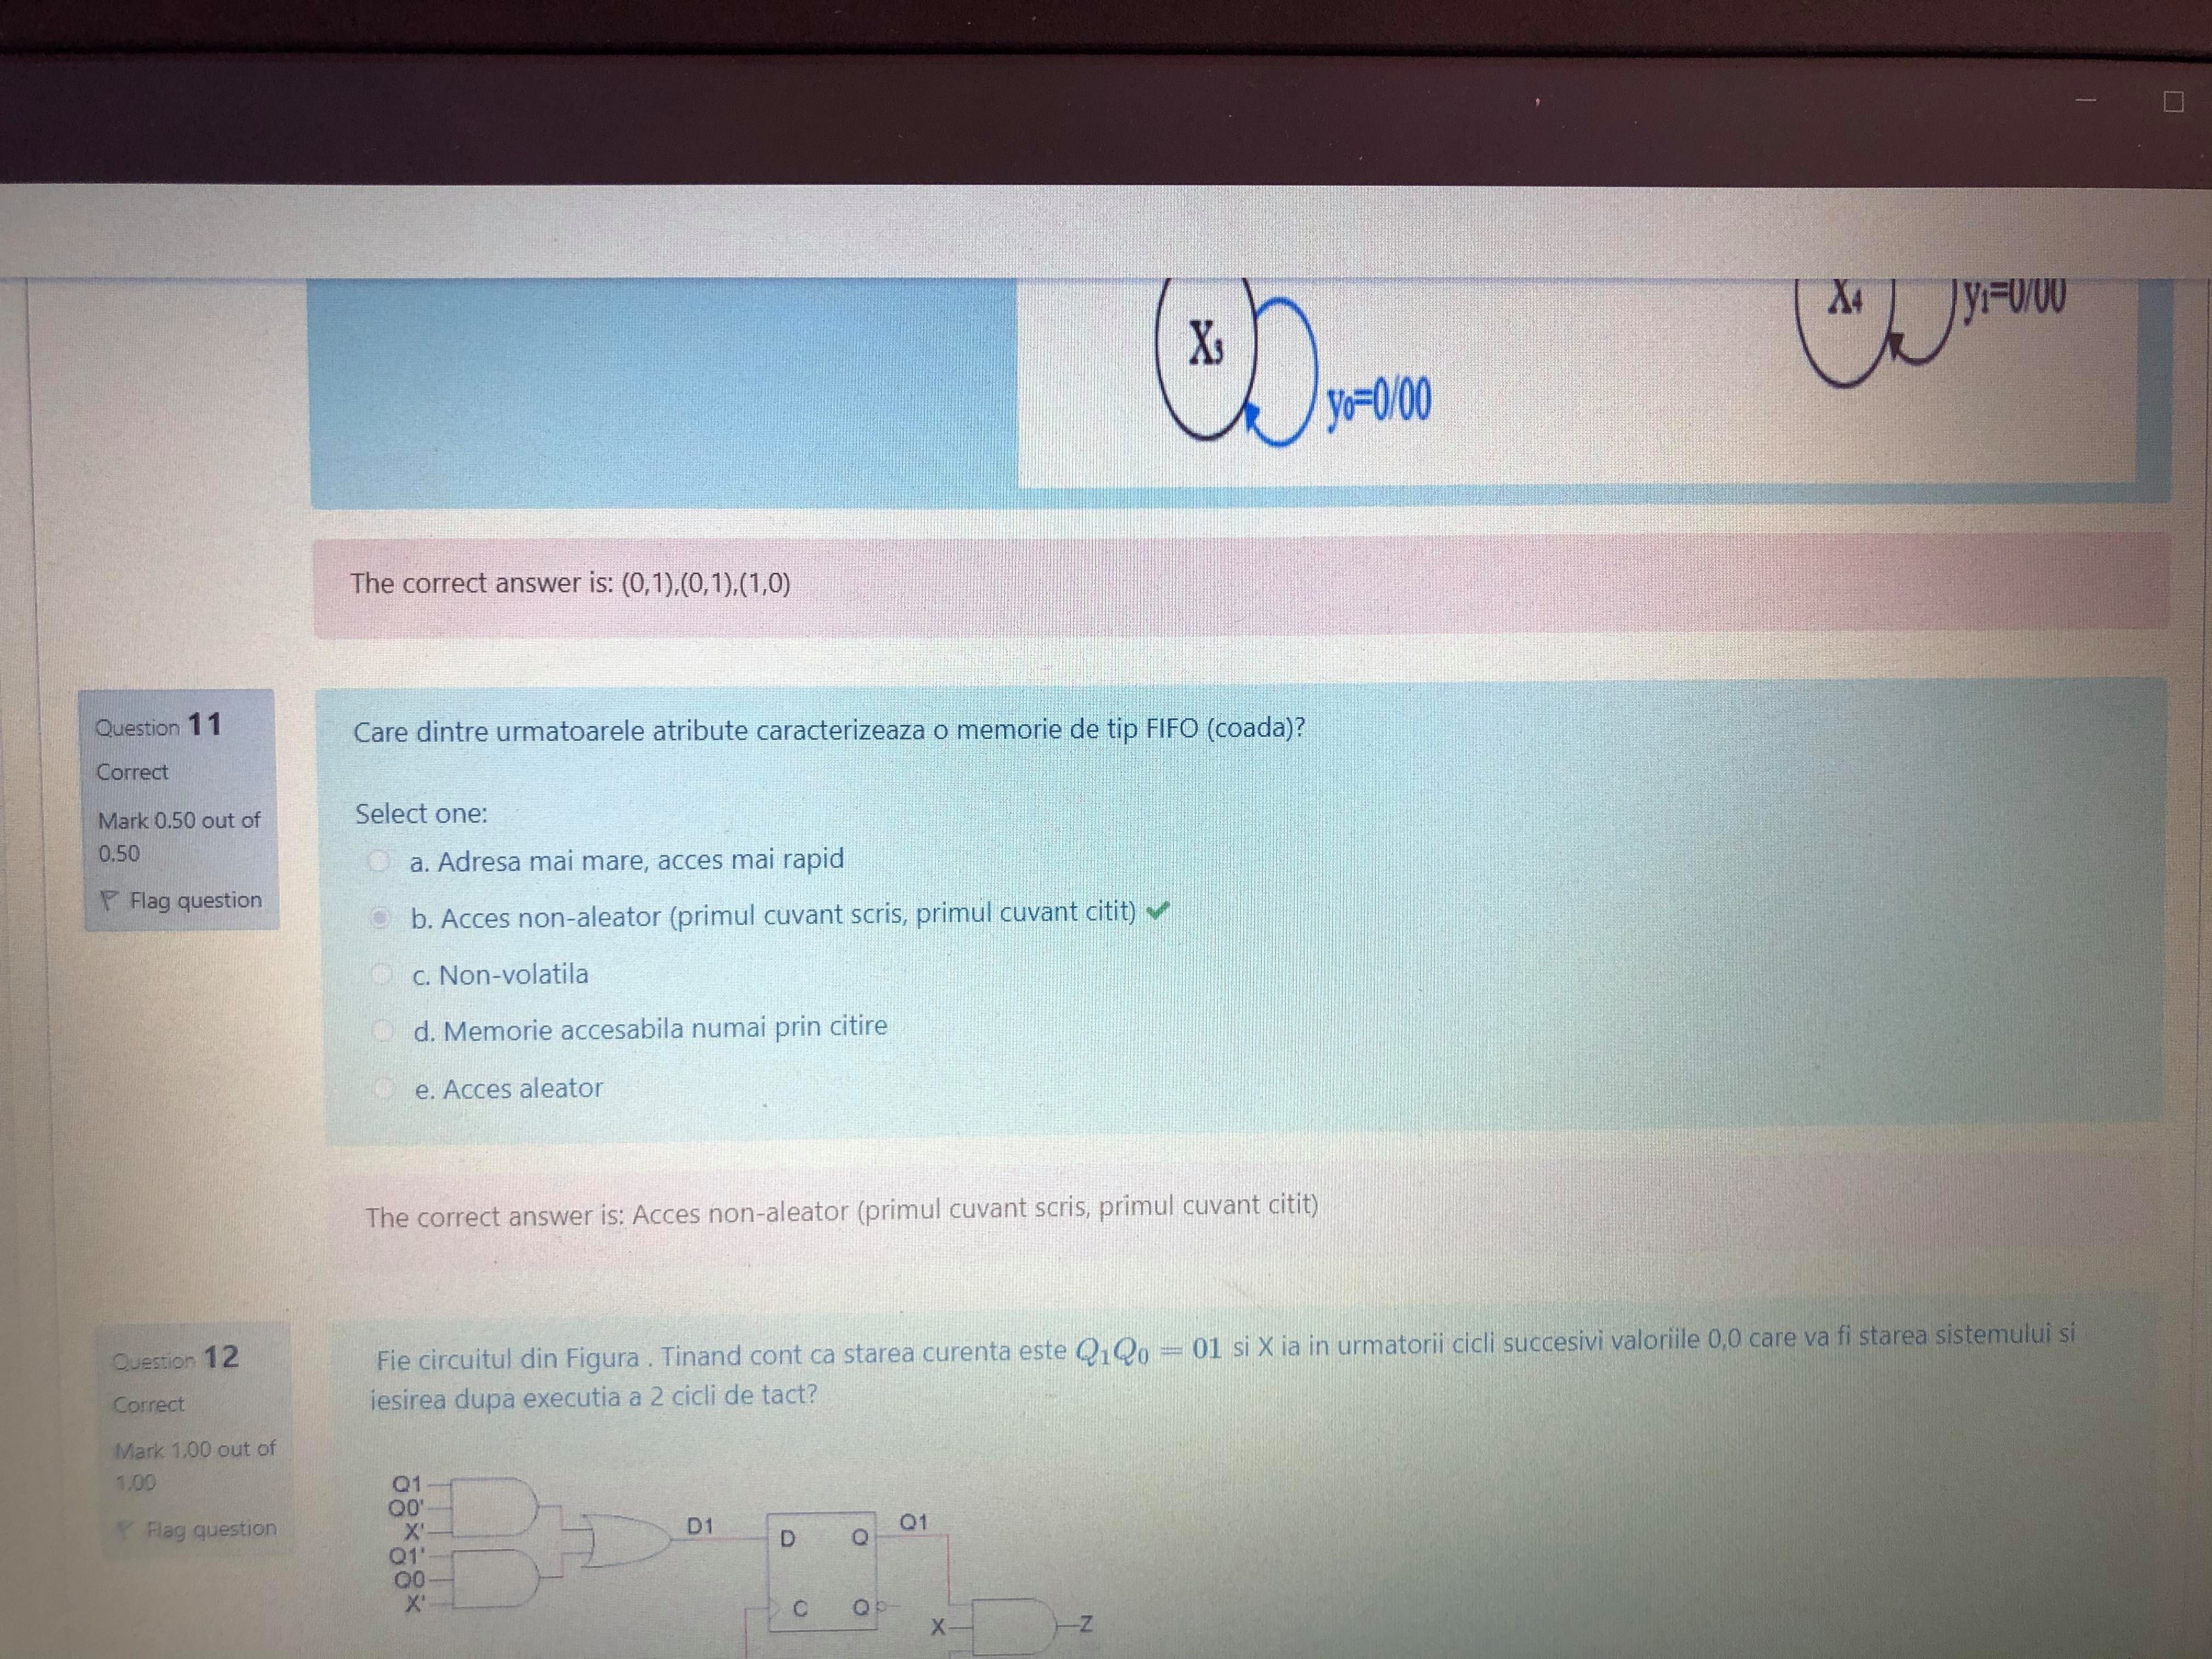 X₃
y₀=0/00
X₄
y₁=0/00
The correct answer is: (0,1),(0,1),(1,0)
Question 11
Correct
Mark 0.50 out of
0.50
Flag question
Care dintre urmatoarele atribute caracterizeaza o memorie de tip FIFO (coada)?
Select one:
a. Adresa mai mare, acces mai rapid
b. Acces non-aleator (primul cuvant scris, primul cuvant citit)
c. Non-volatila
d. Memorie accesabila numai prin citire
e. Acces aleator
The correct answer is: Acces non-aleator (primul cuvant scris, primul cuvant citit)
Question 12
Correct
Mark 1.00 out of
1.00
Flag question
Fie circuitul din Figura . Tinand cont ca starea curenta este Q₁Q₀ = 01 si X ia in urmatorii cicli succesivi valoriile 0,0 care va fi starea sistemului si
iesirea dupa executia a 2 cicli de tact?
Q1
Q0'
X'
Q1'
Q0
X'
D1
D
Q
Q1
C
Q
X
Z